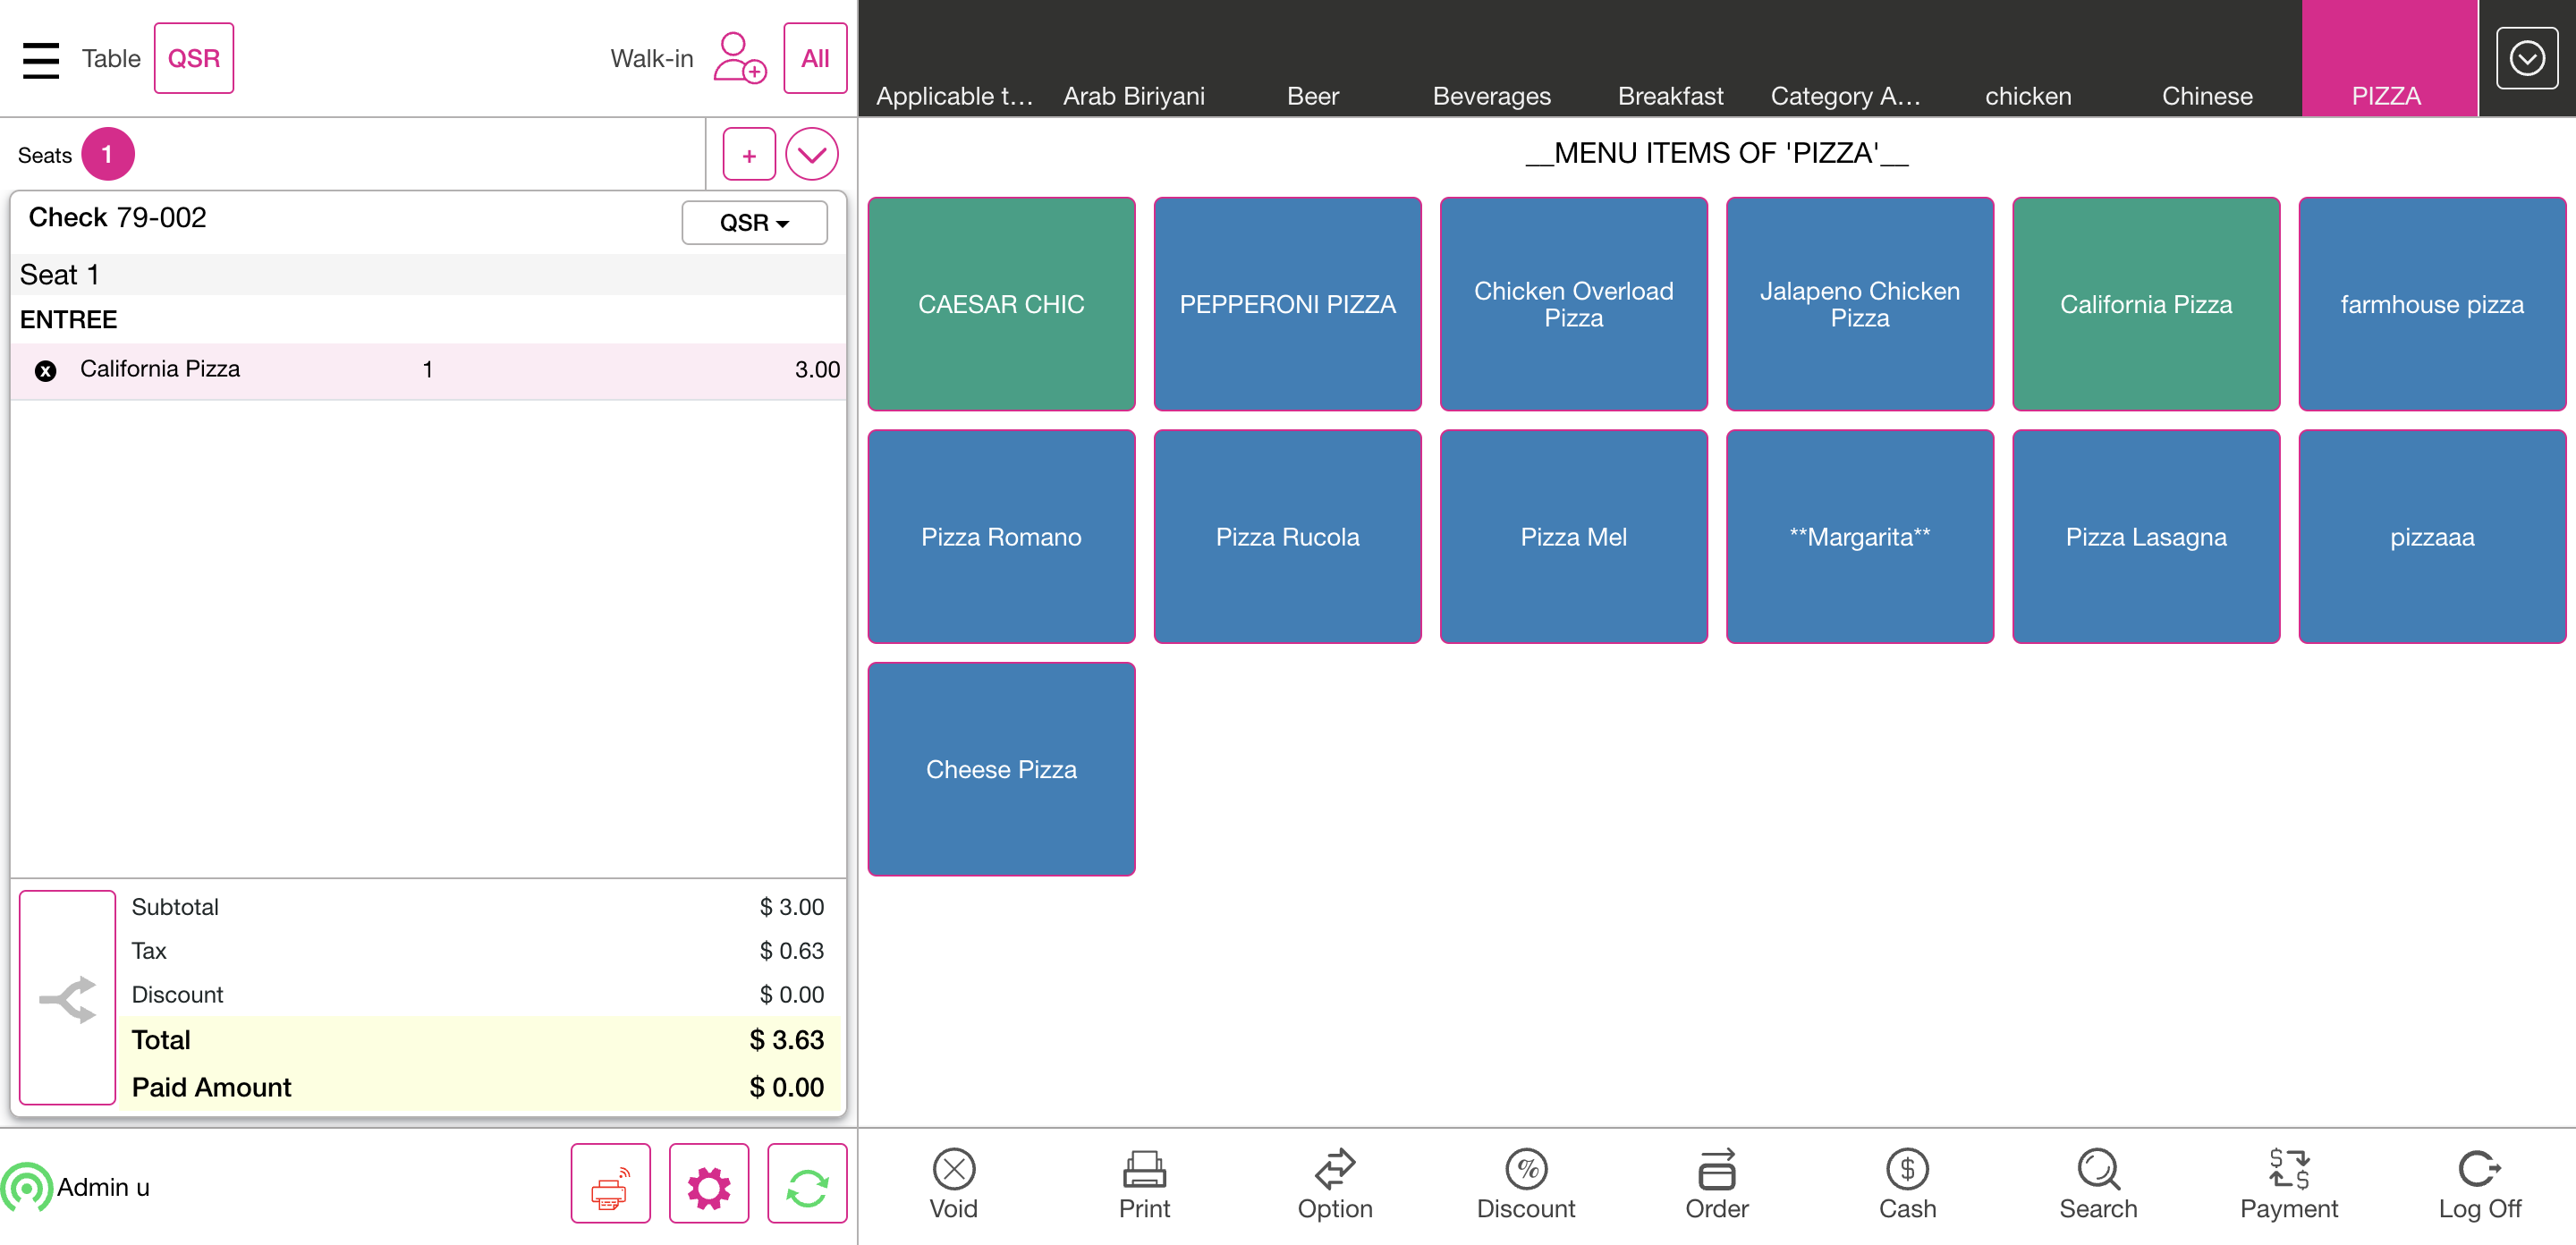 Table
QSR
Walk-in
All
Applicable t...
Arab Biriyani
Beer
Beverages
Breakfast
Category A...
chicken
Chinese
PIZZA
Seats 1
+
Check 79-002
QSR
Seat 1
ENTREE
California Pizza 1 3.00
Subtotal $ 3.00
Tax $ 0.63
Discount $ 0.00
Total $ 3.63
Paid Amount $ 0.00
Admin u
__MENU ITEMS OF 'PIZZA'__
CAESAR CHIC
PEPPERONI PIZZA
Chicken Overload
Pizza
Jalapeno Chicken
Pizza
California Pizza
farmhouse pizza
Pizza Romano
Pizza Rucola
Pizza Mel
**Margarita**
Pizza Lasagna
pizzaaa
Cheese Pizza
Void
Print
Option
Discount
Order
Cash
Search
Payment
Log Off